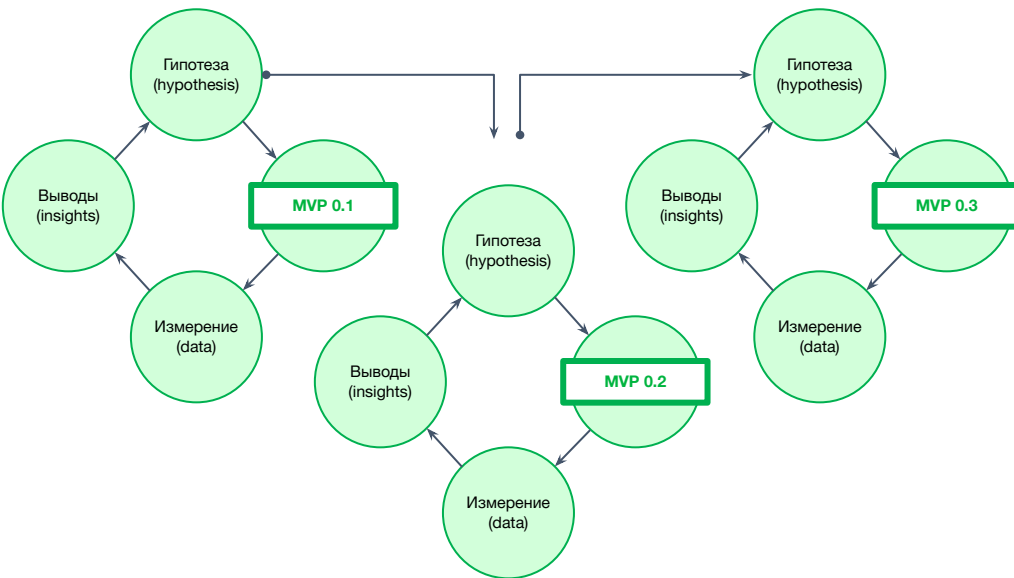 Гипотеза
(hypothesis)
MVP 0.1
Измерение
(data)
Выводы
(insights)
Гипотеза
(hypothesis)
MVP 0.2
Измерение
(data)
Выводы
(insights)
Гипотеза
(hypothesis)
MVP 0.3
Измерение
(data)
Выводы
(insights)